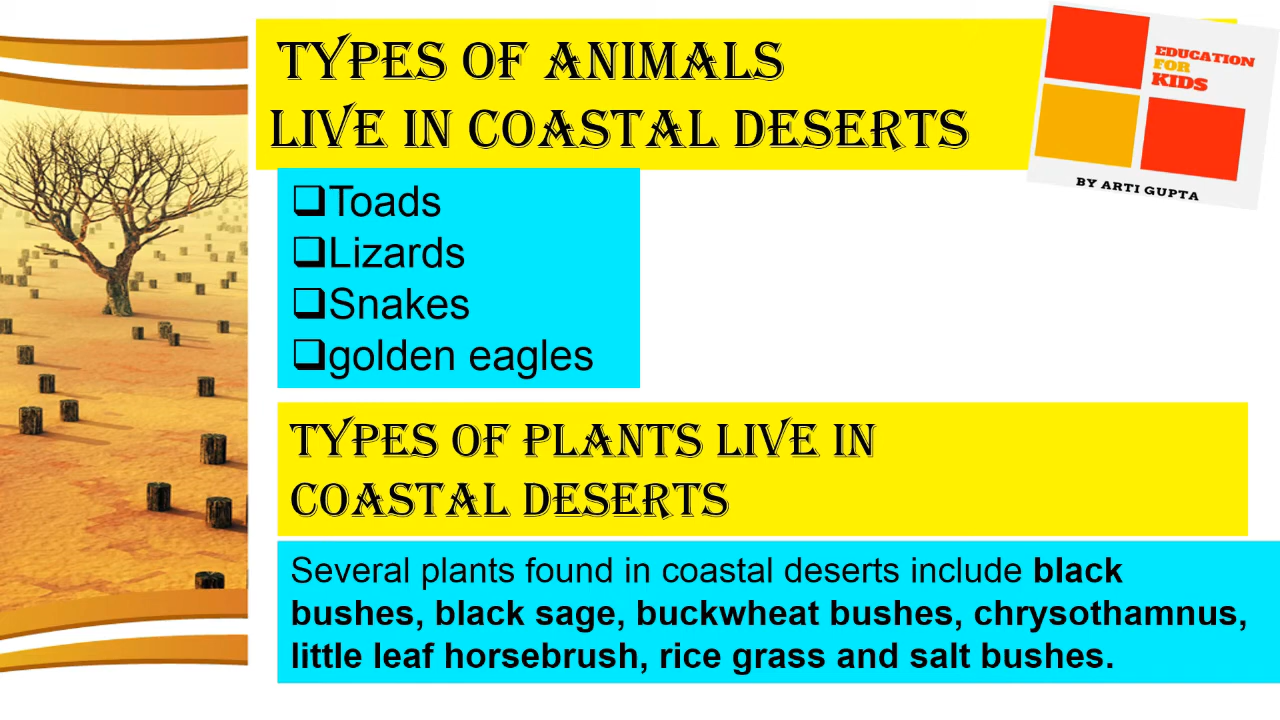 TYPES OF ANIMALS
LIVE IN COASTAL DESERTS
EDUCATION
FOR
KIDS
BY ARTI GUPTA
❑Toads
❑Lizards
❑Snakes
❑golden eagles
TYPES OF PLANTS LIVE IN
COASTAL DESERTS
Several plants found in coastal deserts include black
bushes, black sage, buckwheat bushes, chrysothamnus,
little leaf horsebrush, rice grass and salt bushes.